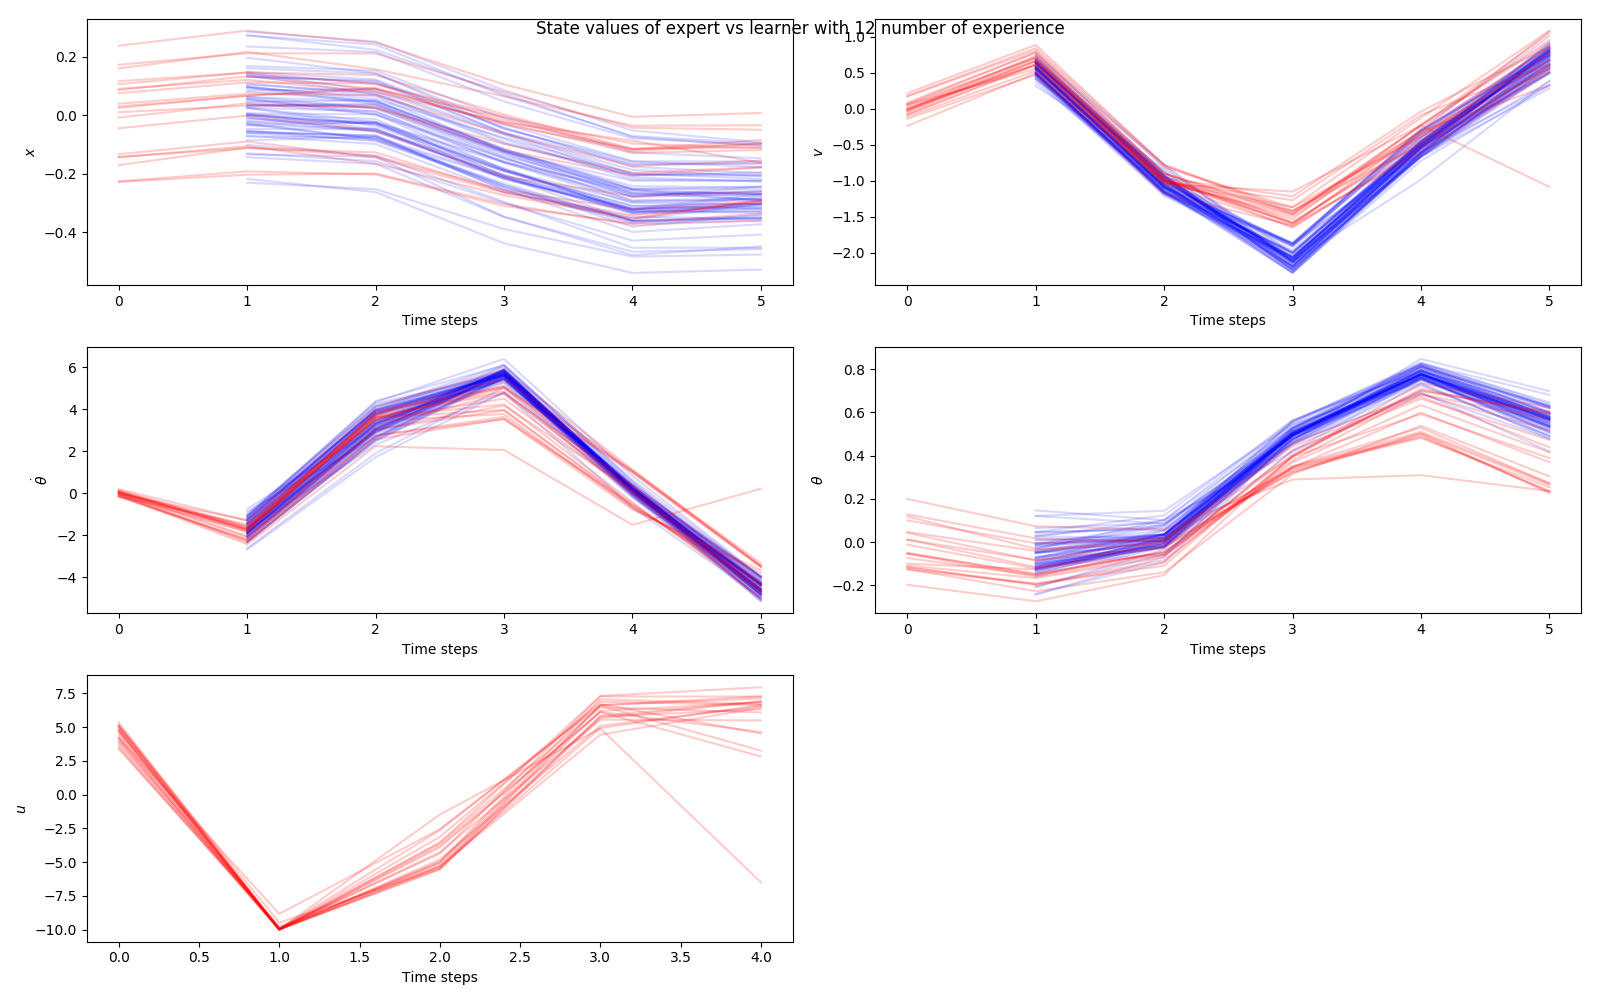 State values of expert vs learner with 12 number of experience
0.2
0.0
−0.2
−0.4
x
0 1 2 3 4 5
Time steps
1.0
0.5
0.0
−0.5
−1.0
−1.5
−2.0
v
0 1 2 3 4 5
Time steps
6
4
2
0
−2
−4
θ̇
0 1 2 3 4 5
Time steps
0.8
0.6
0.4
0.2
0.0
−0.2
θ
0 1 2 3 4 5
Time steps
7.5
5.0
2.5
0.0
−2.5
−5.0
−7.5
−10.0
u
0.0 0.5 1.0 1.5 2.0 2.5 3.0 3.5 4.0
Time steps